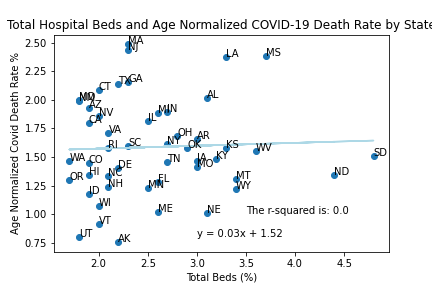 Total Hospital Beds and Age Normalized COVID-19 Death Rate by State
Age Normalized Covid Death Rate %
2.50
2.25
2.00
1.75
1.50
1.25
1.00
0.75
MA
NJ
LA
MS
GA
TX
CT
AL
MD
AZ
NV
CA
MI
IN
IL
VA
OH
AR
NY
OK
KS
RI
SC
WV
SD
WA
CO
TN
IA
KY
MO
DE
HI
NC
ND
OR
FL
MT
NH
MN
WY
ID
WI
ME
NE
VT
UT
AK
The r-squared is: 0.0
y = 0.03x + 1.52
2.0 2.5 3.0 3.5 4.0 4.5
Total Beds (%)